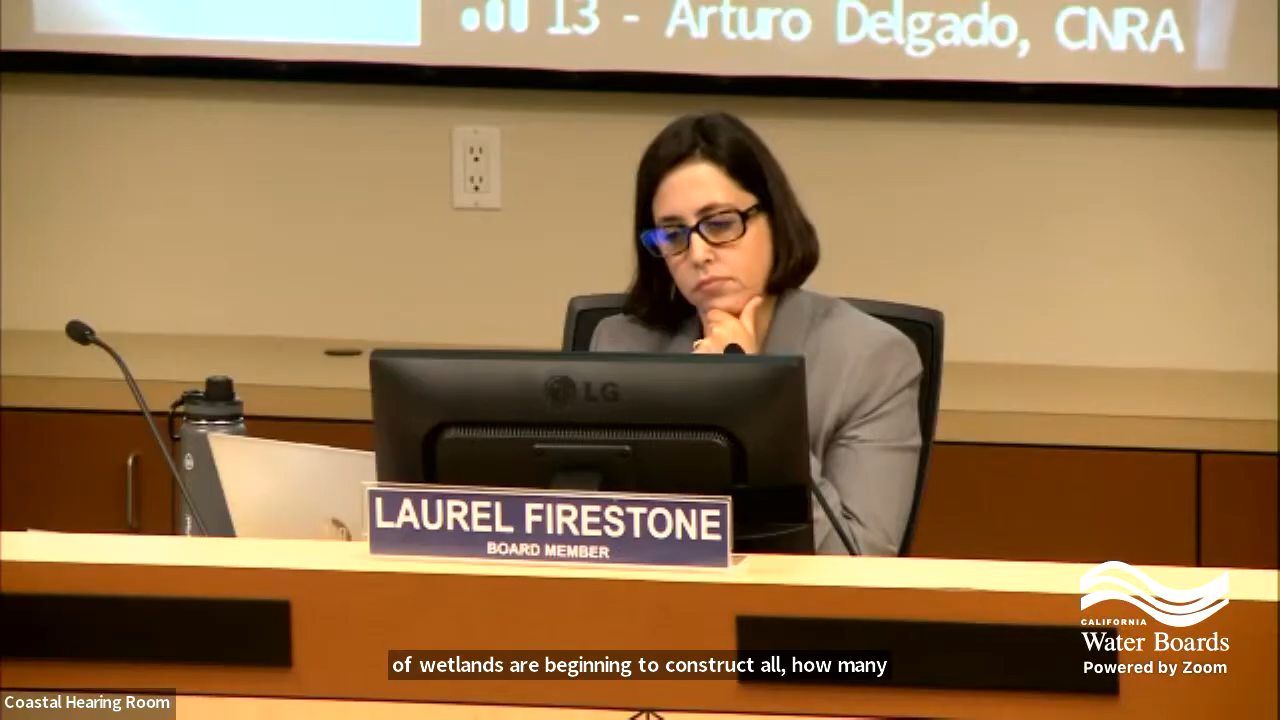 13 - Arturo Delgado, CNRA
LG
LAUREL FIRESTONE
BOARD MEMBER
CALIFORNIA
Water Boards
Powered by Zoom
of wetlands are beginning to construct all, how many
Coastal Hearing Room